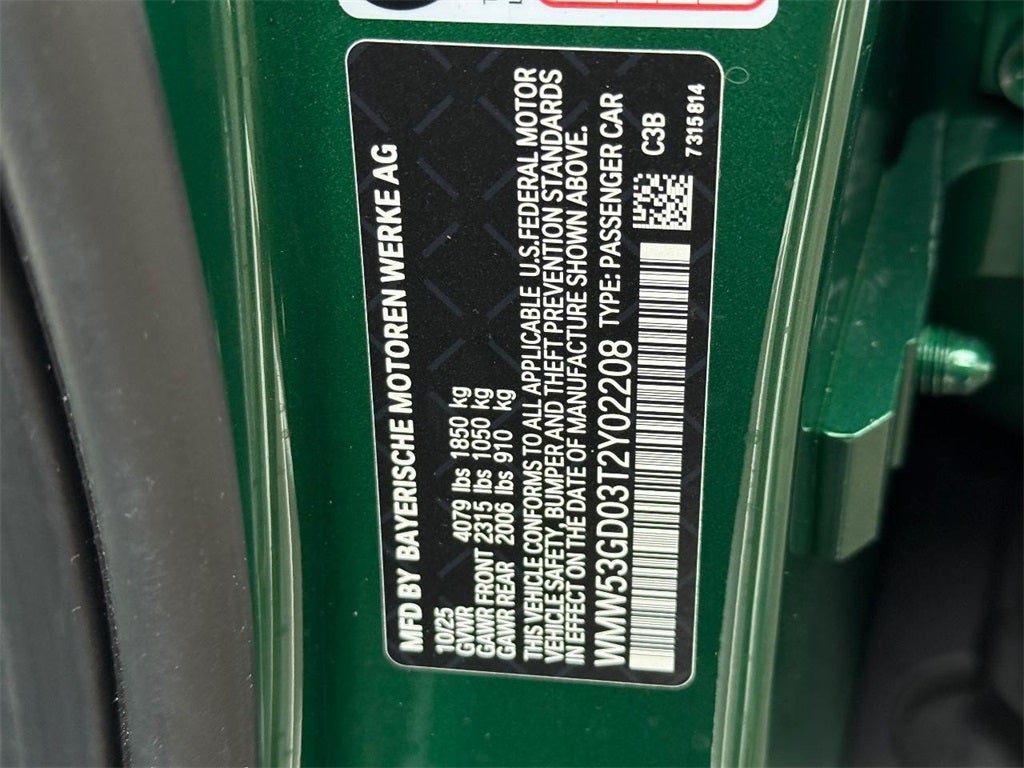 MFD BY BAYERISCHE MOTOREN WERKE AG
10/25
GVWR 4079 lbs 1850 kg
GAWR FRONT 2315 lbs 1050 kg
GAWR REAR 2006 lbs 910 kg
THIS VEHICLE CONFORMS TO ALL APPLICABLE U.S.FEDERAL MOTOR
VEHICLE SAFETY, BUMPER AND THEFT PREVENTION STANDARDS
IN EFFECT ON THE DATE OF MANUFACTURE SHOWN ABOVE.
WMW53GD03T2Y02208 TYPE: PASSENGER CAR
C3B
7315814